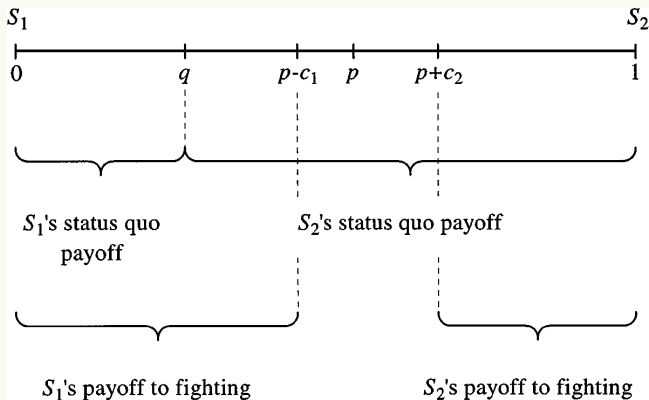 S₁ S₂
0 q p-c₁ p p+c₂ 1
S₁'s status quo
payoff
S₂'s status quo payoff
S₁'s payoff to fighting
S₂'s payoff to fighting